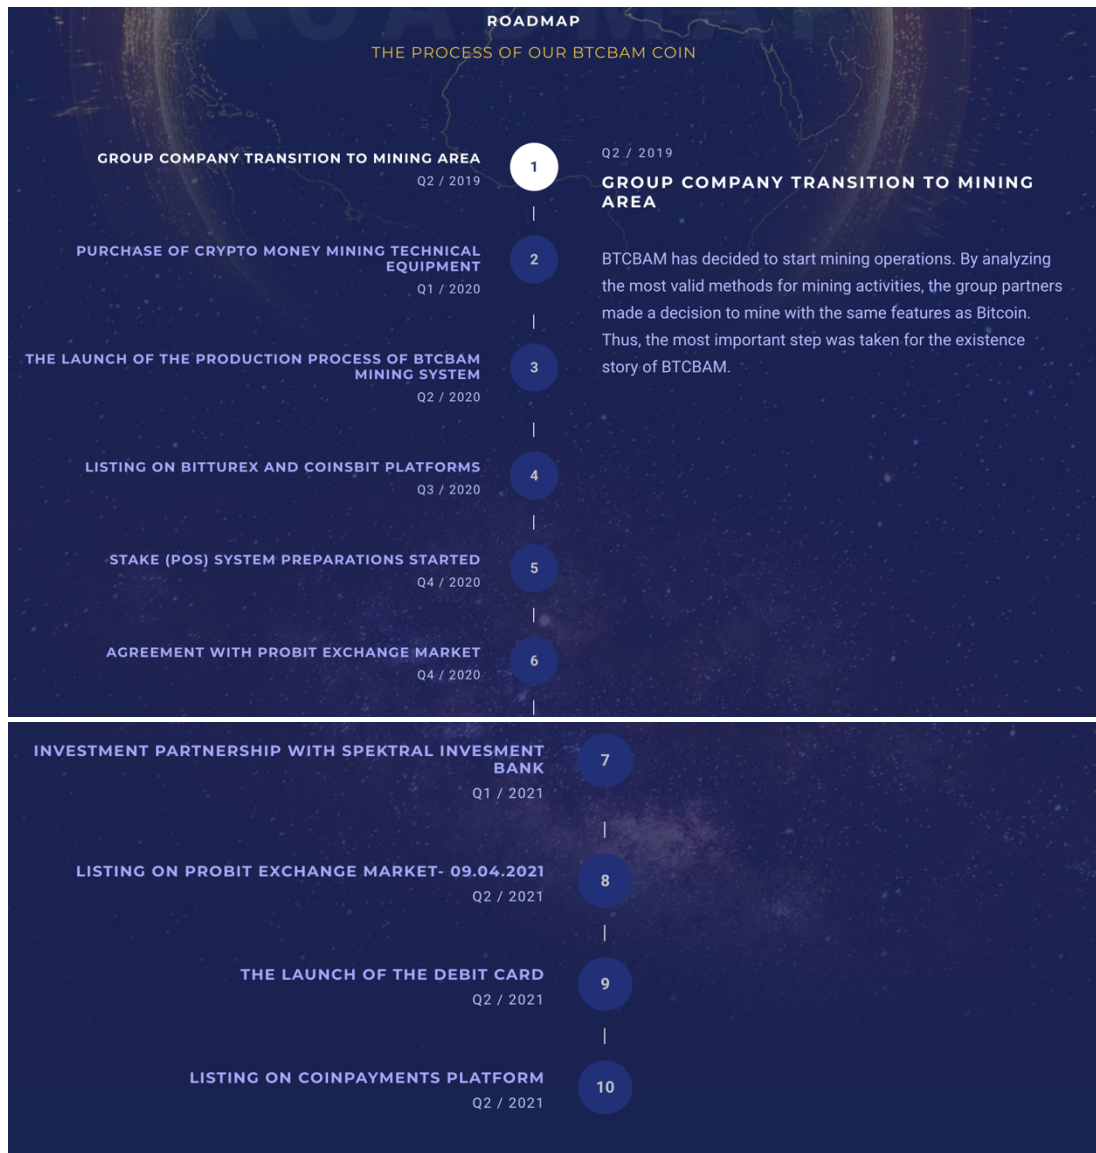 ROADMAP
ROADMAP
THE PROCESS OF OUR BTCBAM COIN
GROUP COMPANY TRANSITION TO MINING AREA
Q2 / 2019
1
PURCHASE OF CRYPTO MONEY MINING TECHNICAL
EQUIPMENT
Q1 / 2020
2
THE LAUNCH OF THE PRODUCTION PROCESS OF BTCBAM
MINING SYSTEM
Q2 / 2020
3
LISTING ON BITTUREX AND COINSBIT PLATFORMS
Q3 / 2020
4
STAKE (POS) SYSTEM PREPARATIONS STARTED
Q4 / 2020
5
AGREEMENT WITH PROBIT EXCHANGE MARKET
Q4 / 2020
6
Q2 / 2019
GROUP COMPANY TRANSITION TO MINING
AREA
BTCBAM has decided to start mining operations. By analyzing
the most valid methods for mining activities, the group partners
made a decision to mine with the same features as Bitcoin.
Thus, the most important step was taken for the existence
story of BTCBAM.
INVESTMENT PARTNERSHIP WITH SPEKTRAL INVESMENT
BANK
Q1 / 2021
7
LISTING ON PROBIT EXCHANGE MARKET- 09.04.2021
Q2 / 2021
8
THE LAUNCH OF THE DEBIT CARD
Q2 / 2021
9
LISTING ON COINPAYMENTS PLATFORM
Q2 / 2021
10